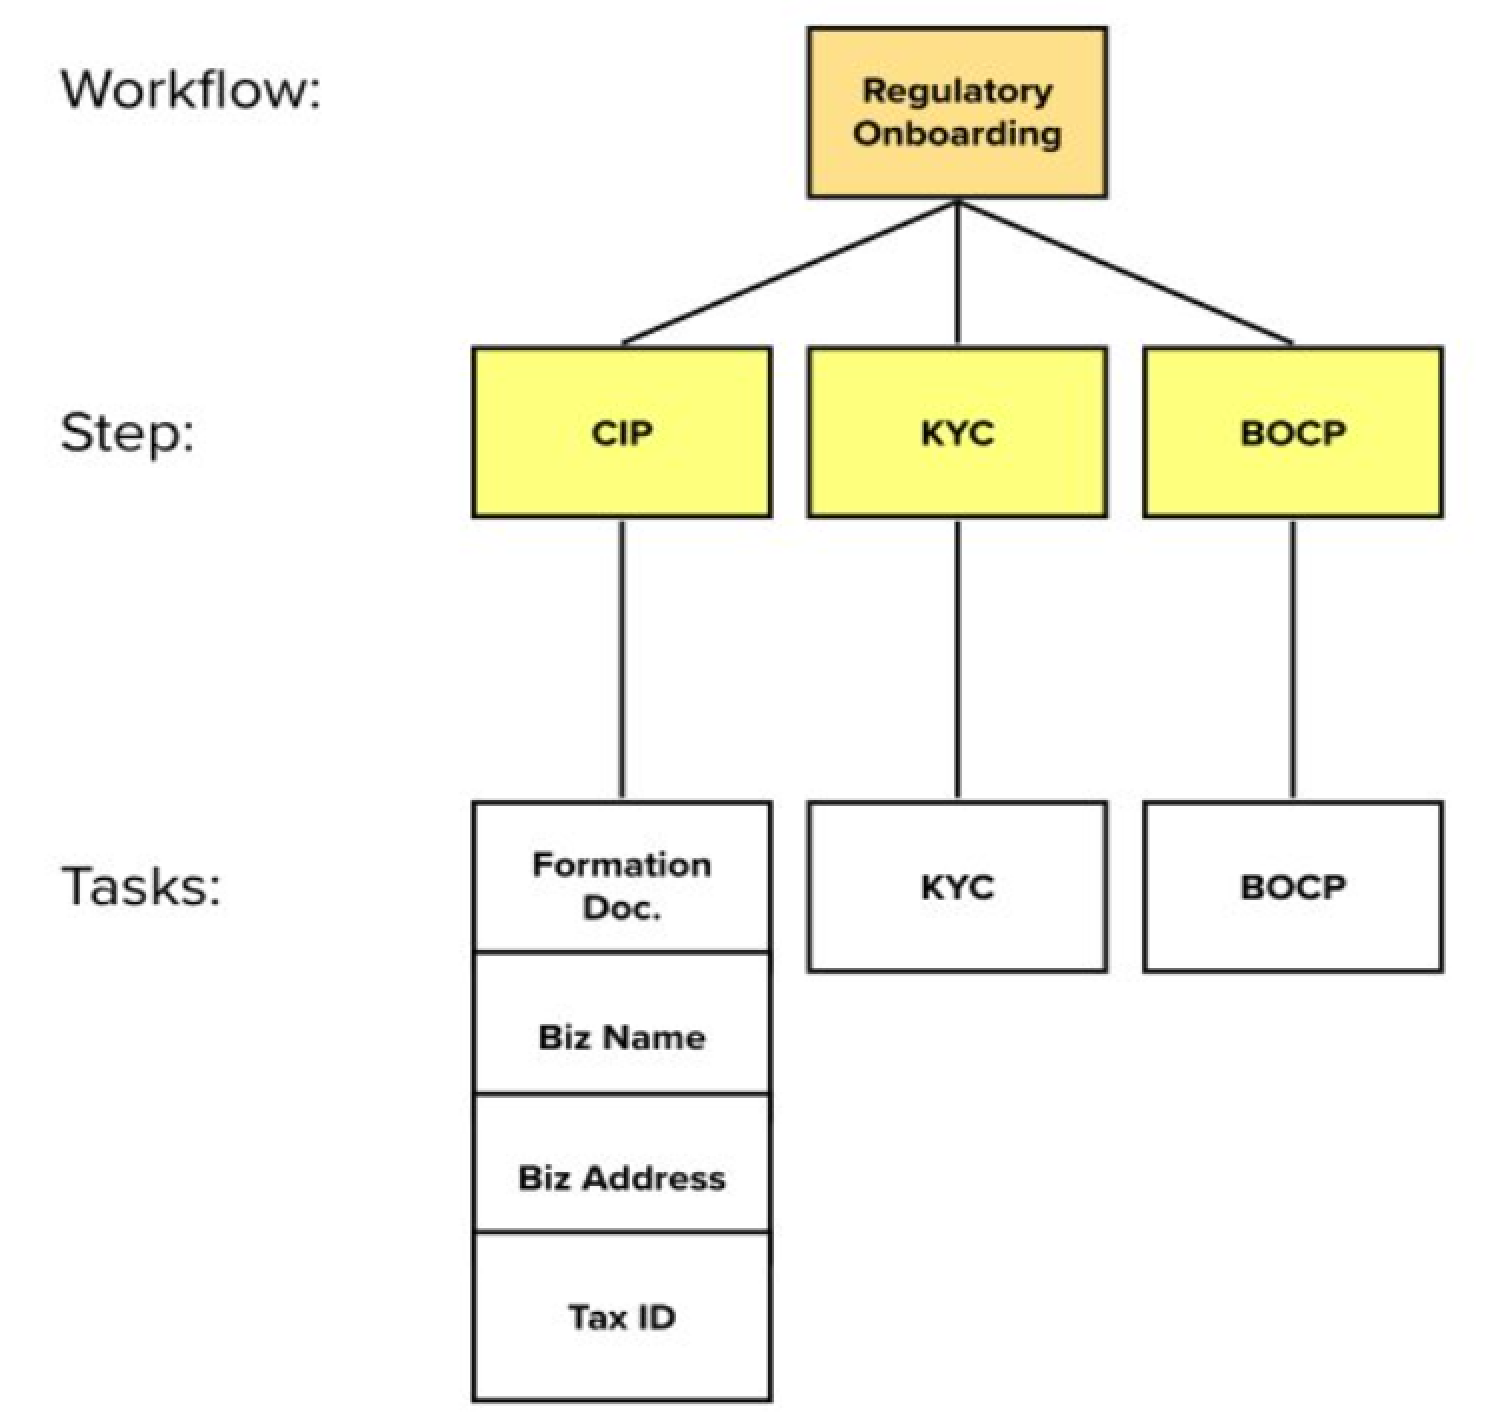 Workflow:
Regulatory
Onboarding
Step:
CIP
KYC
BOCP
Tasks:
Formation
Doc.
KYC
BOCP
Biz Name
Biz Address
Tax ID